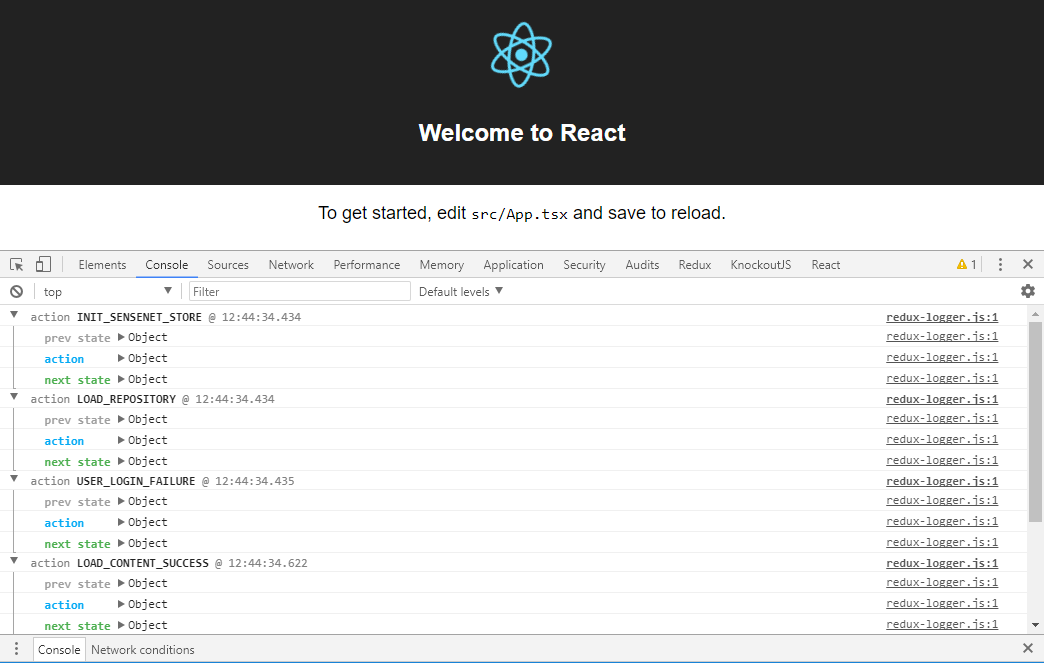 Welcome to React
To get started, edit src/App.tsx and save to reload.
Elements Console Sources Network Performance Memory Application Security Audits Redux KnockoutJS React 1
top Filter Default levels
action INIT_SENSENET_STORE @ 12:44:34.434 redux-logger.js:1
prev state Object redux-logger.js:1
action Object redux-logger.js:1
next state Object redux-logger.js:1
action LOAD_REPOSITORY @ 12:44:34.434 redux-logger.js:1
prev state Object redux-logger.js:1
action Object redux-logger.js:1
next state Object redux-logger.js:1
action USER_LOGIN_FAILURE @ 12:44:34.435 redux-logger.js:1
prev state Object redux-logger.js:1
action Object redux-logger.js:1
next state Object redux-logger.js:1
action LOAD_CONTENT_SUCCESS @ 12:44:34.622 redux-logger.js:1
prev state Object redux-logger.js:1
action Object redux-logger.js:1
next state Object redux-logger.js:1
Console Network conditions